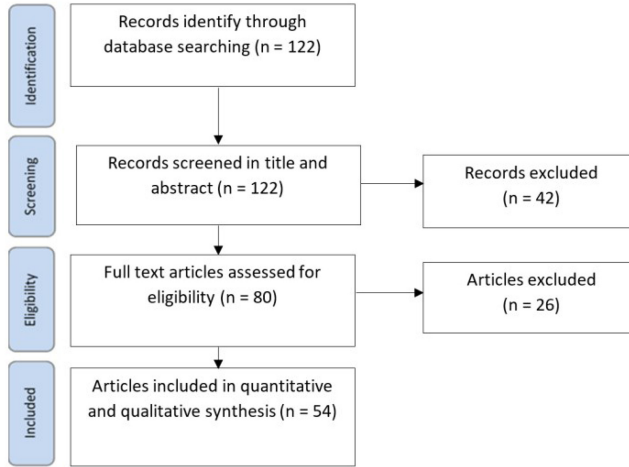 Identification
Records identify through
database searching (n = 122)
Screening
Records screened in title and
abstract (n = 122)
Records excluded
(n = 42)
Eligibility
Full text articles assessed for
eligibility (n = 80)
Articles excluded
(n = 26)
Included
Articles included in quantitative
and qualitative synthesis (n = 54)